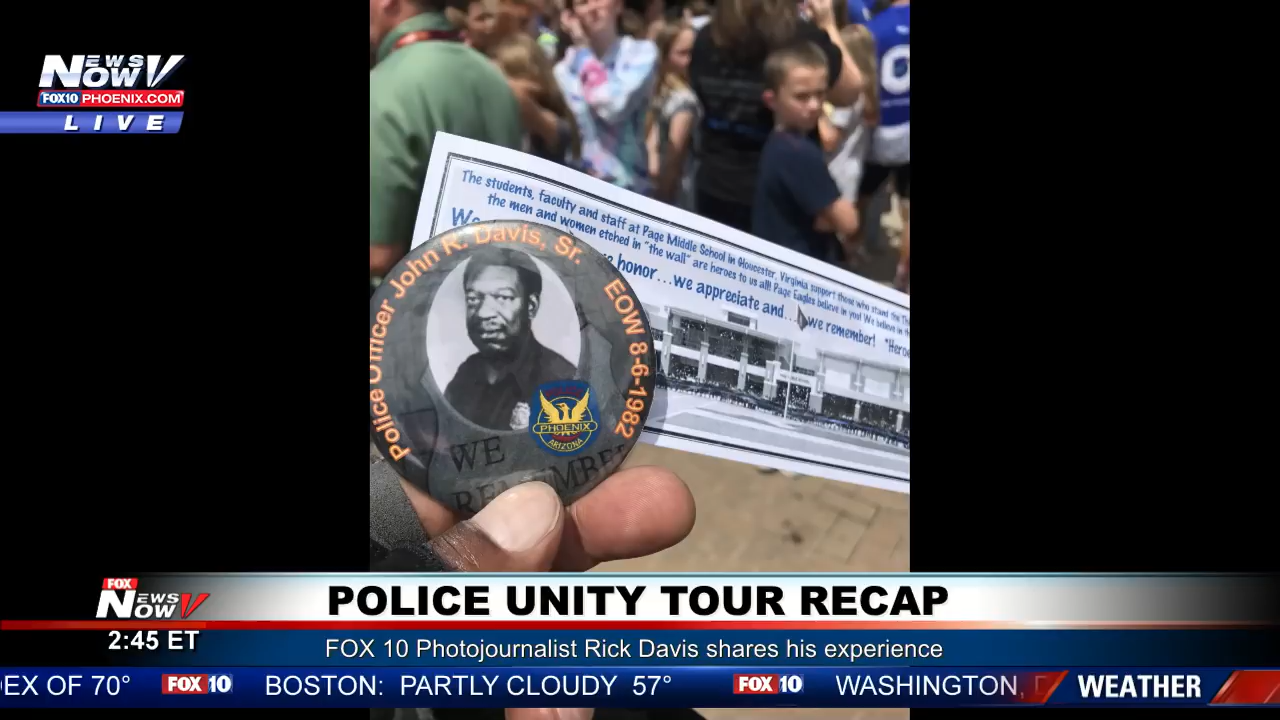 NEWS
NOW
FOX10 PHOENIX.COM
LIVE
The students, faculty and staff at Page Middle School in Gloucester, Virginia support those who stand the Th
the men and women etched in "the wall" are heroes to us all! Page Eagles believe in you! We believe in th
We
honor...we appreciate and... we remember! "Heroe
Police Officer John R. Davis, Sr. EOW 8-6-1982
PHOENIX
ARIZONA
WE
REMEMBER
FOX
NEWS
NOW
2:45 ET
POLICE UNITY TOUR RECAP
FOX 10 Photojournalist Rick Davis shares his experience
EX OF 70° FOX 10 BOSTON: PARTLY CLOUDY 57° FOX 10 WASHINGTON, D WEATHER